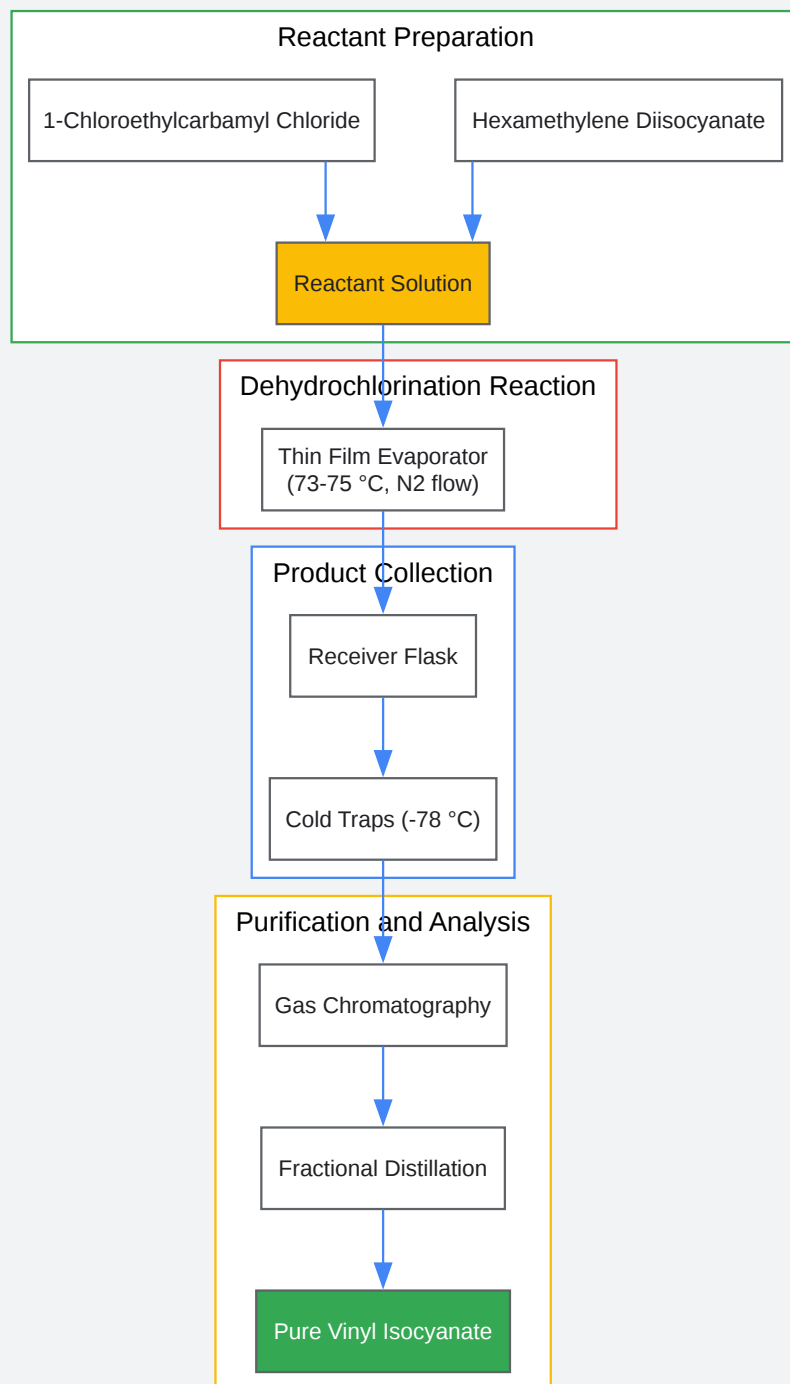 Reactant Preparation
1-Chloroethylcarbamyl Chloride
Hexamethylene Diisocyanate
Reactant Solution
Dehydrochlorination Reaction
Thin Film Evaporator
(73-75 °C, N2 flow)
Product Collection
Receiver Flask
Cold Traps (-78 °C)
Purification and Analysis
Gas Chromatography
Fractional Distillation
Pure Vinyl Isocyanate